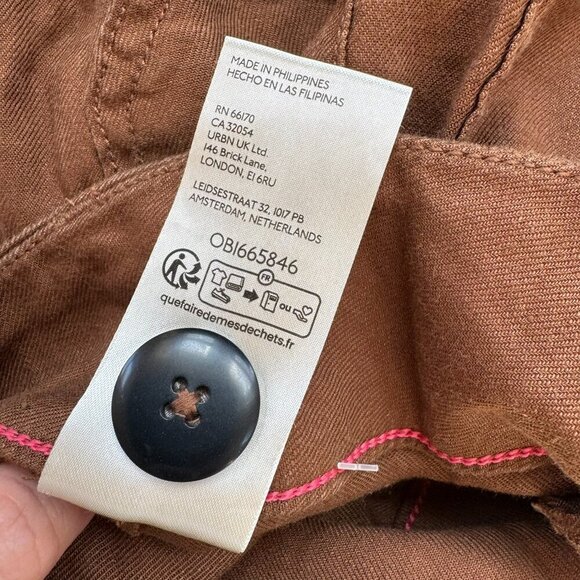 MADE IN PHILIPPINES
HECHO EN LAS FILIPINAS
RN 66170
CA 32054
URBN UK Ltd.
146 Brick Lane,
LONDON, E1 6RU
LEIDSESTRAAT 32, 1017 PB
AMSTERDAM, NETHERLANDS
OB1665846
FR
OU
quefairedemesdechets.fr